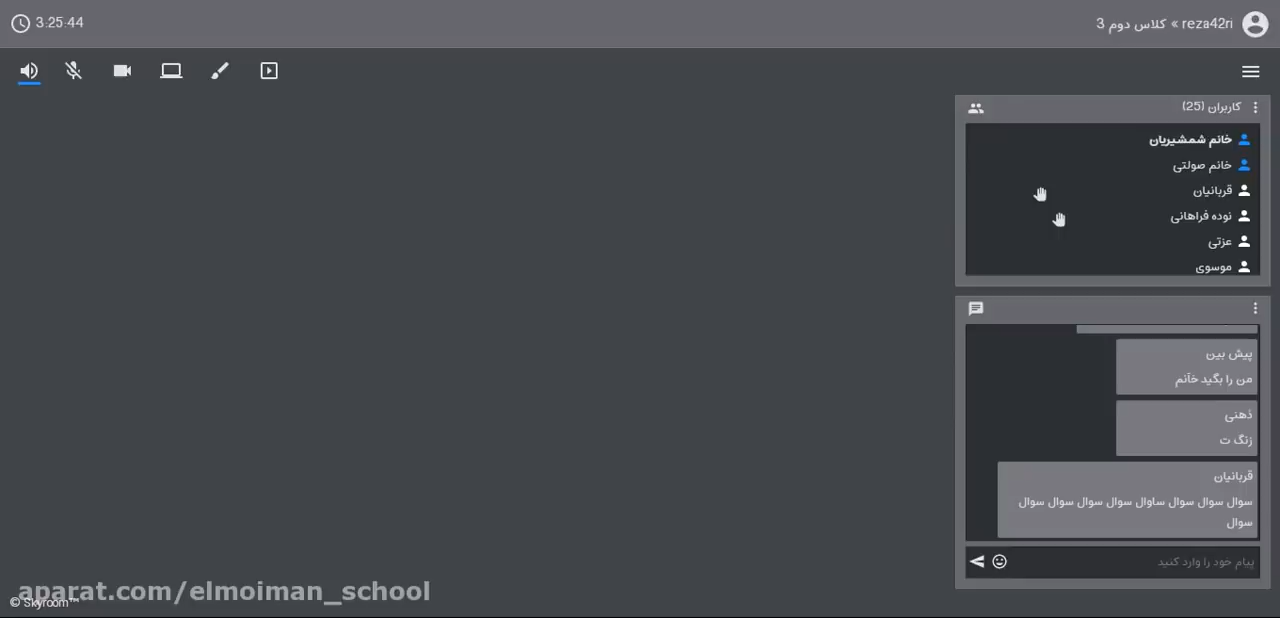 3:25:44
reza42ri » کلاس دوم 3
کاربران (25)
خانم شمشیریان
خانم صولتی
قربانیان
نوده فراهانی
عزتی
موسوی
پیش بین
من را بگید خآنم
ذهنی
زنگ ت
قربانیان
سوال سوال سوال ساوال سوال سوال سوال سوال
سوال
پیام خود را وارد کنید
aparat.com/elmoiman_school
© Skyroom™